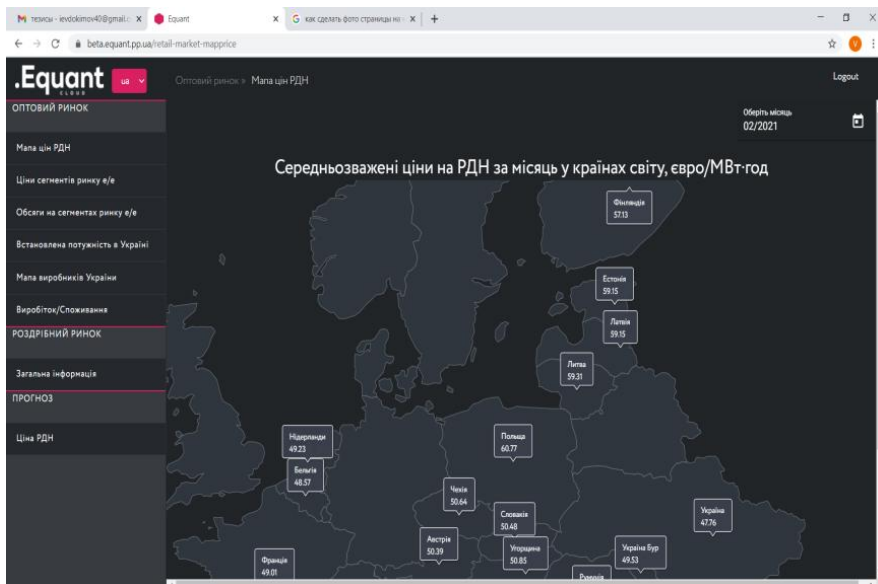 тезисы - ievdokimov40@gmail.c
Equant
как сделать фото страницы на
beta.equant.pp.ua/retail-market-mapprice
.Equant
CLOUD
ua
Оптовий ринок » Мапа цін РДН
Logout
ОПТОВИЙ РИНОК
Оберіть місяць
02/2021
Мапа цін РДН
Середньозважені ціни на РДН за місяць у країнах світу, євро/МВт·год
Ціни сегментів ринку е/е
Обсяги на сегментах ринку е/е
Встановлена потужність в Україні
Мапа виробників України
Виробіток/Споживання
РОЗДРІБНИЙ РИНОК
Загальна інформація
ПРОГНОЗ
Ціна РДН
Фінляндія
57.13
Естонія
59.15
Латвія
59.15
Литва
59.31
Нідерланди
49.23
Польща
60.77
Бельгія
48.57
Чехія
50.64
Словакія
50.48
Україна
47.76
Австрія
50.39
Угорщина
50.85
Україна Бур
49.53
Франція
49.01
Румунія